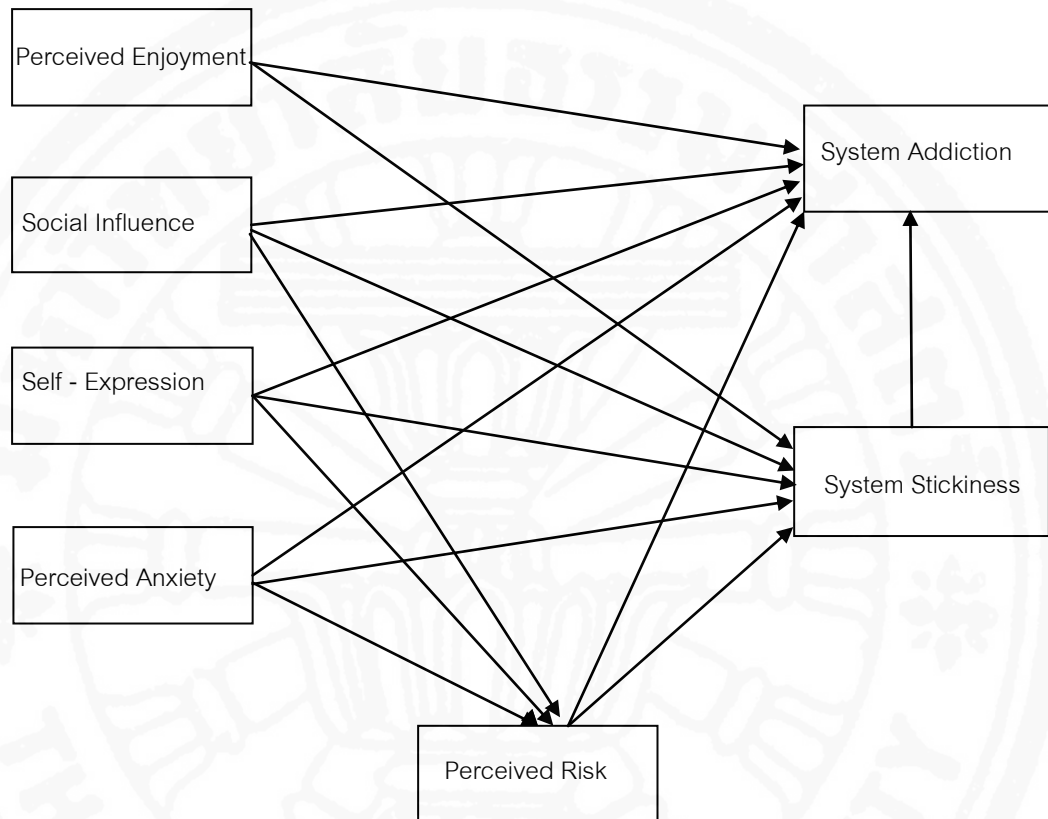 Perceived Enjoyment
System Addiction
Social Influence
Self - Expression
System Stickiness
Perceived Anxiety
Perceived Risk